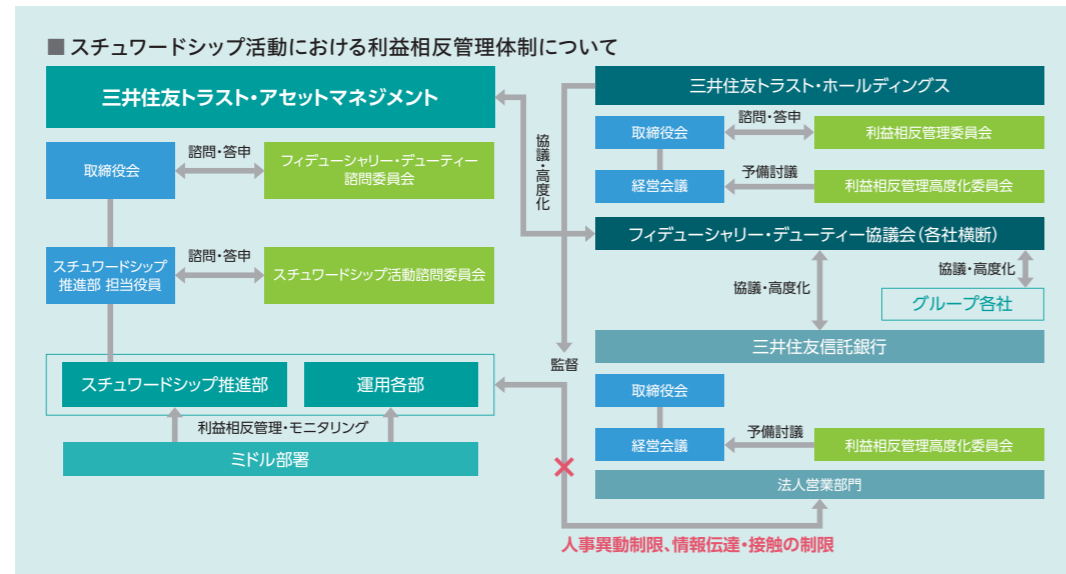 ■ スチュワードシップ活動における利益相反管理体制について
三井住友トラスト・アセットマネジメント
取締役会
諮問・答申
フィデューシャリー・デューティー
諮問委員会
スチュワードシップ
推進部 担当役員
諮問・答申
スチュワードシップ活動諮問委員会
スチュワードシップ推進部
運用各部
利益相反管理・モニタリング
ミドル部署
協議・高度化
監督
三井住友トラスト・ホールディングス
取締役会
諮問・答申
利益相反管理委員会
経営会議
予備討議
利益相反管理高度化委員会
フィデューシャリー・デューティー協議会（各社横断）
協議・高度化
協議・高度化
グループ各社
三井住友信託銀行
取締役会
経営会議
予備討議
利益相反管理高度化委員会
法人営業部門
人事異動制限、情報伝達・接触の制限